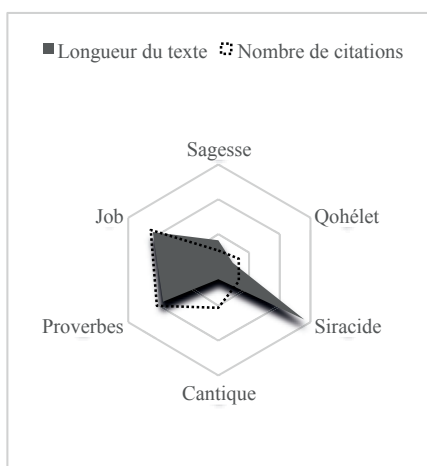 Longueur du texte Nombre de citations
Sagesse
Job Qohélet
Proverbes Siracide
Cantique